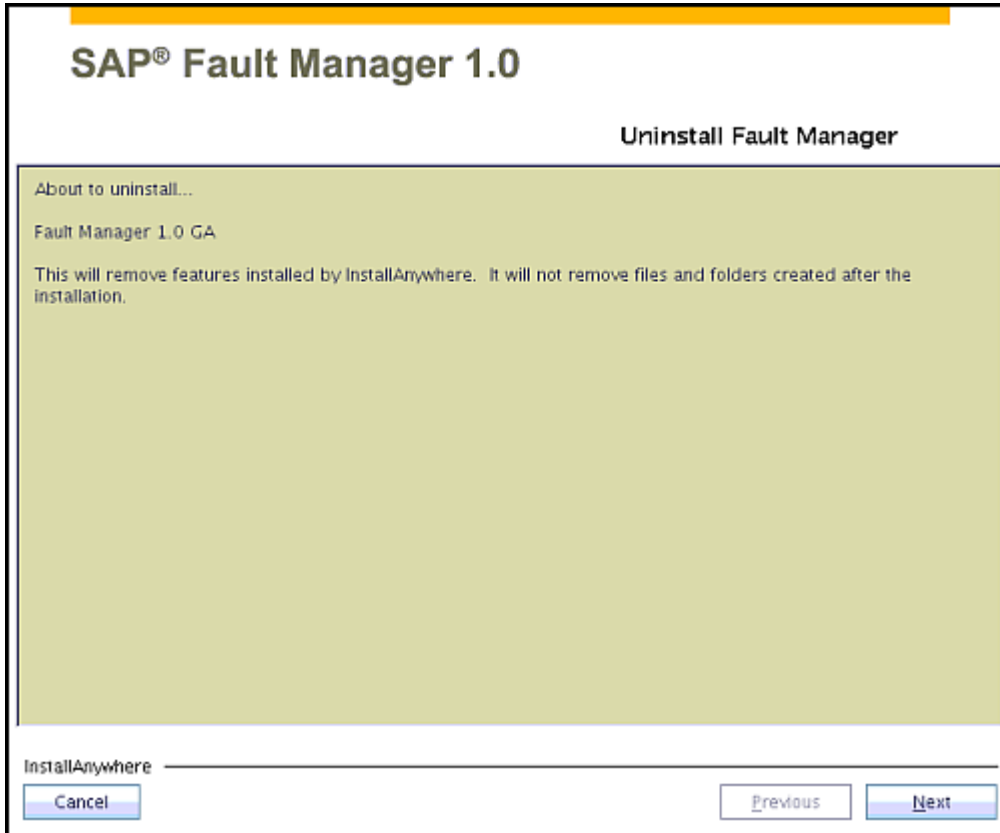 SAP® Fault Manager 1.0
Uninstall Fault Manager
About to uninstall...
Fault Manager 1.0 GA
This will remove features installed by InstallAnywhere. It will not remove files and folders created after the
installation.
InstallAnywhere
Cancel
Previous
Next